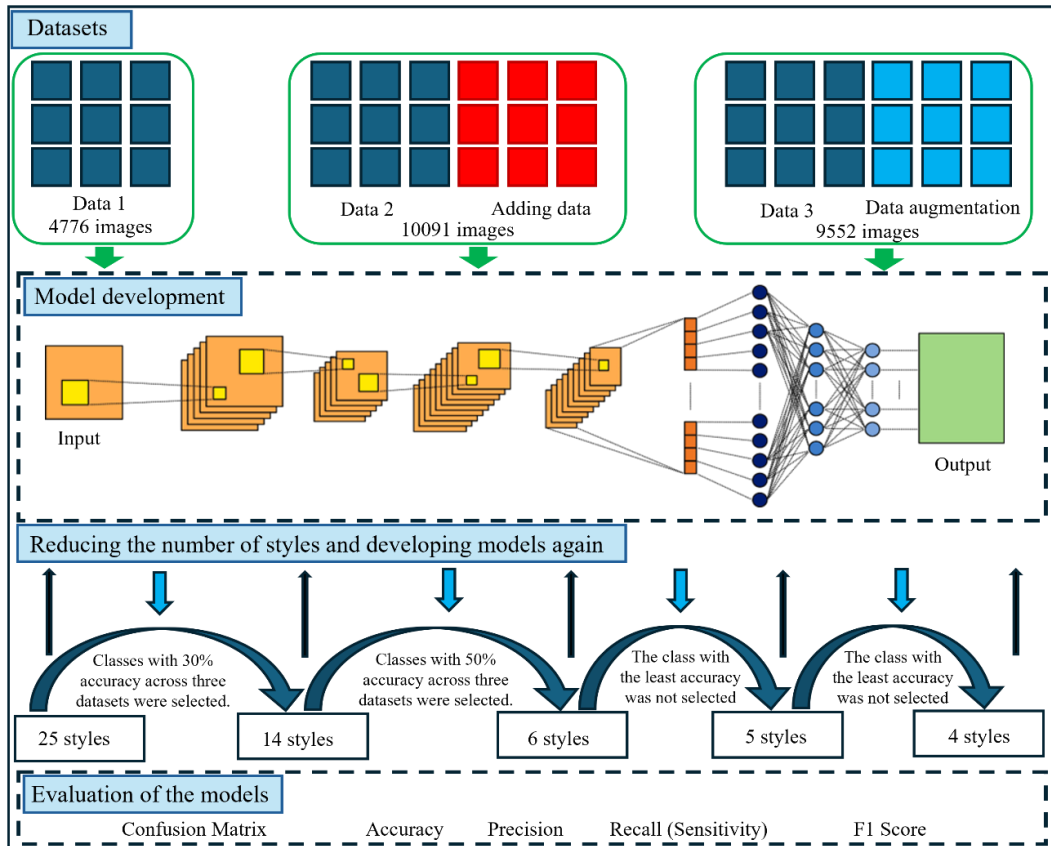 Datasets
Data 1
4776 images
Data 2
Adding data
10091 images
Data 3
Data augmentation
9552 images
Model development
Input
Output
Reducing the number of styles and developing models again
Classes with 30%
accuracy across three
datasets were selected.
Classes with 50%
accuracy across three
datasets were selected.
The class with
the least accuracy
was not selected
The class with
the least accuracy
was not selected
25 styles
14 styles
6 styles
5 styles
4 styles
Evaluation of the models
Confusion Matrix
Accuracy
Precision
Recall (Sensitivity)
F1 Score